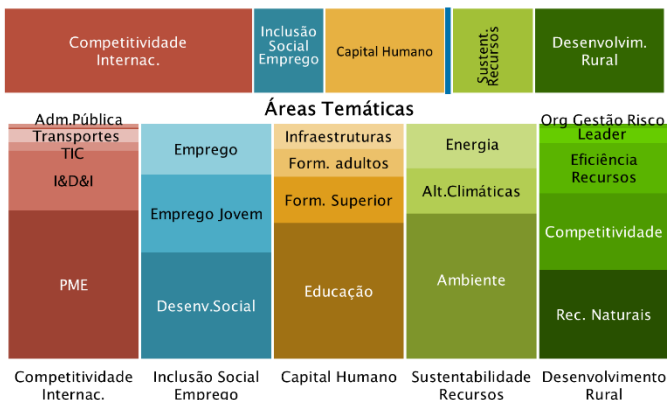 Competitividade
Internac.
Inclusão
Social
Emprego
Capital Humano
Sustent.
Recursos
Desenvolvim.
Rural
Áreas Temáticas
Adm.Pública
Transportes
TIC
I&D&I
PME
Emprego
Emprego Jovem
Desenv.Social
Infraestruturas
Form. adultos
Form. Superior
Educação
Energia
Alt.Climáticas
Ambiente
Org Gestão Risco
Leader
Eficiência
Recursos
Competitividade
Rec. Naturais
Competitividade
Internac.
Inclusão Social
Emprego
Capital Humano
Sustentabilidade
Recursos
Desenvolvimento
Rural